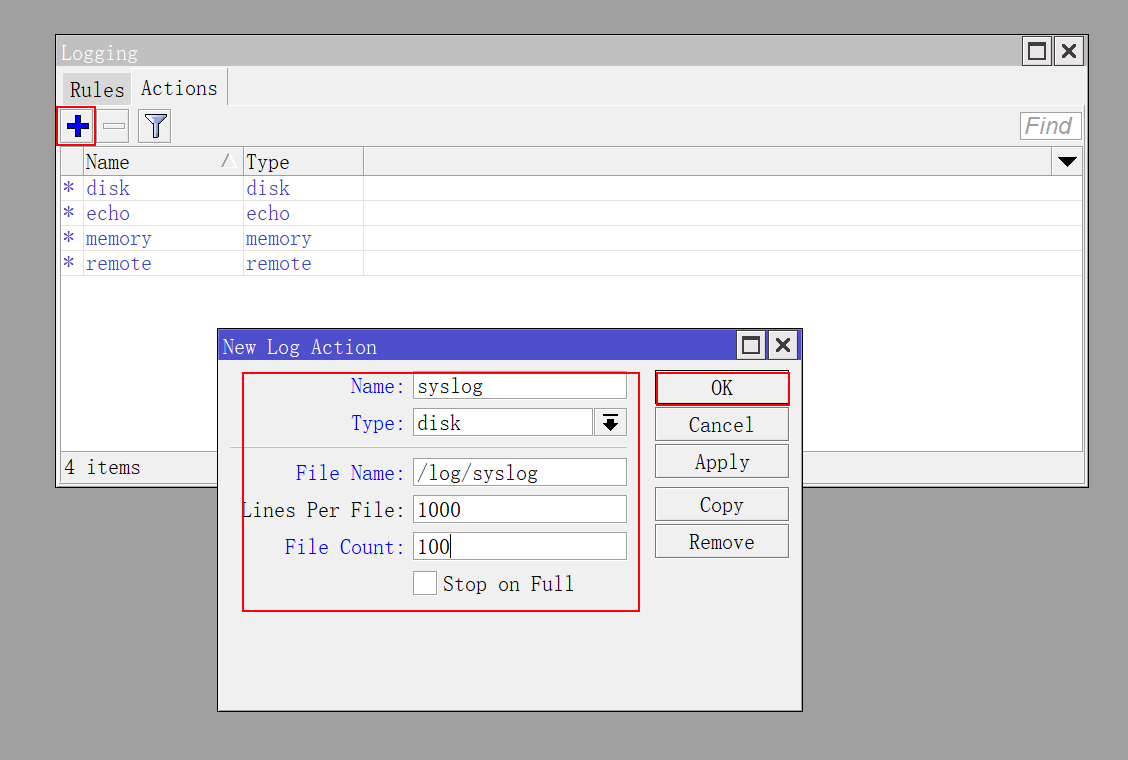 Logging
Rules Actions
Find
Name Type
* disk disk
* echo echo
* memory memory
* remote remote
4 items
New Log Action
Name: syslog
OK
Type: disk
Cancel
Apply
File Name: /log/syslog
Lines Per File: 1000
Copy
File Count: 100
Remove
Stop on Full